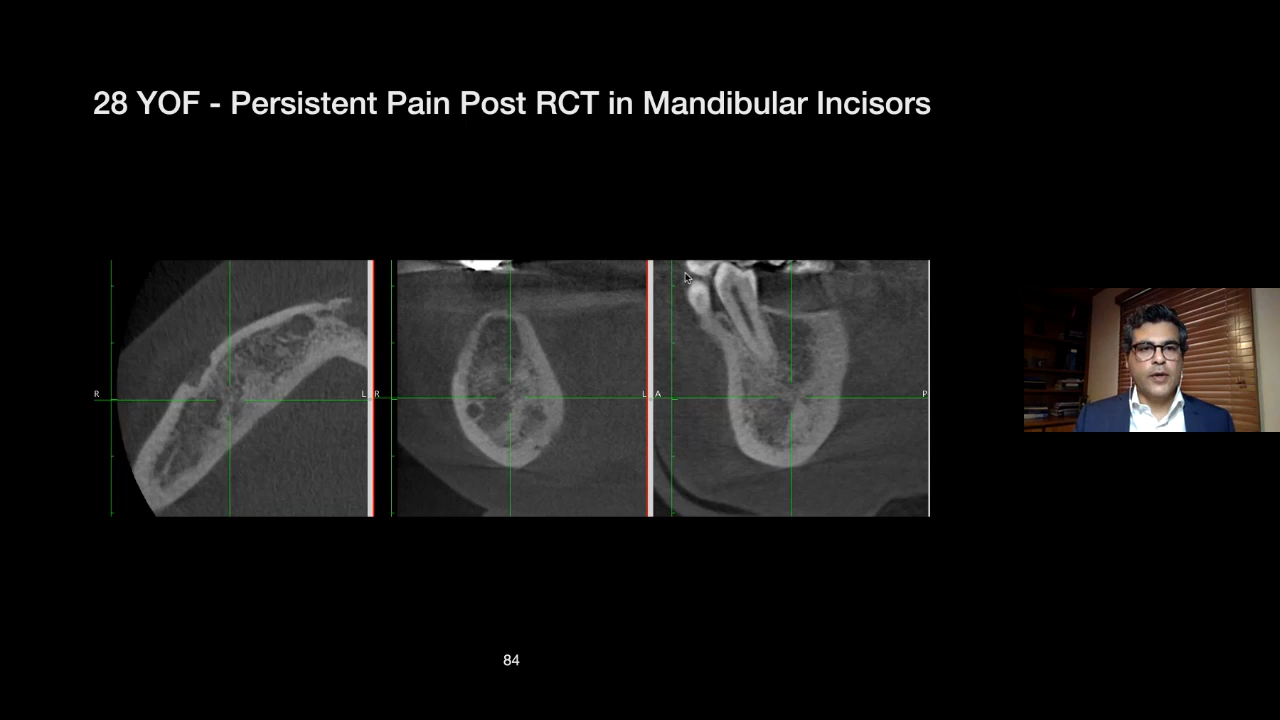 28 YOF - Persistent Pain Post RCT in Mandibular Incisors
R
L
R
L
A
P
84